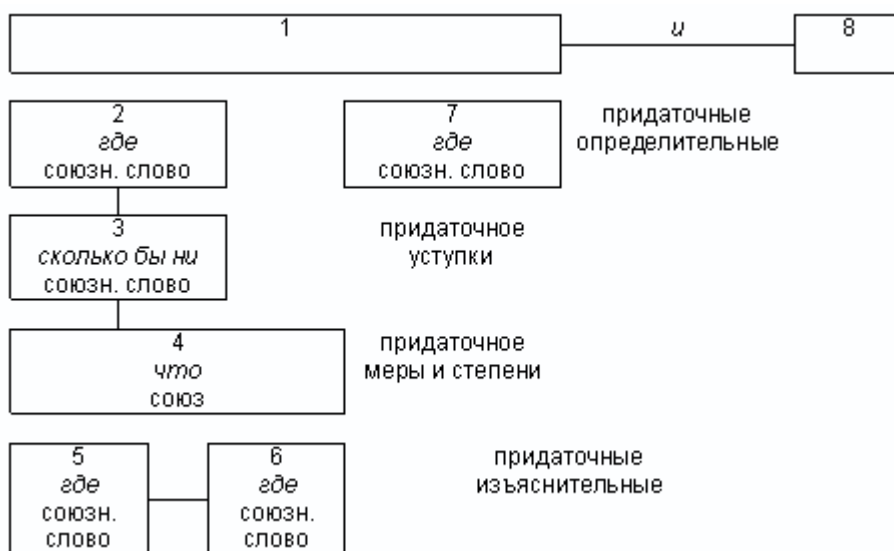 1 и 8
2 7 придаточные
где где определительные
союзн. слово союзн. слово
3 придаточное
сколько бы ни уступки
союзн. слово
4 придаточное
что меры и степени
союз
5 6 придаточные
где где изъяснительные
союзн. союзн.
слово слово